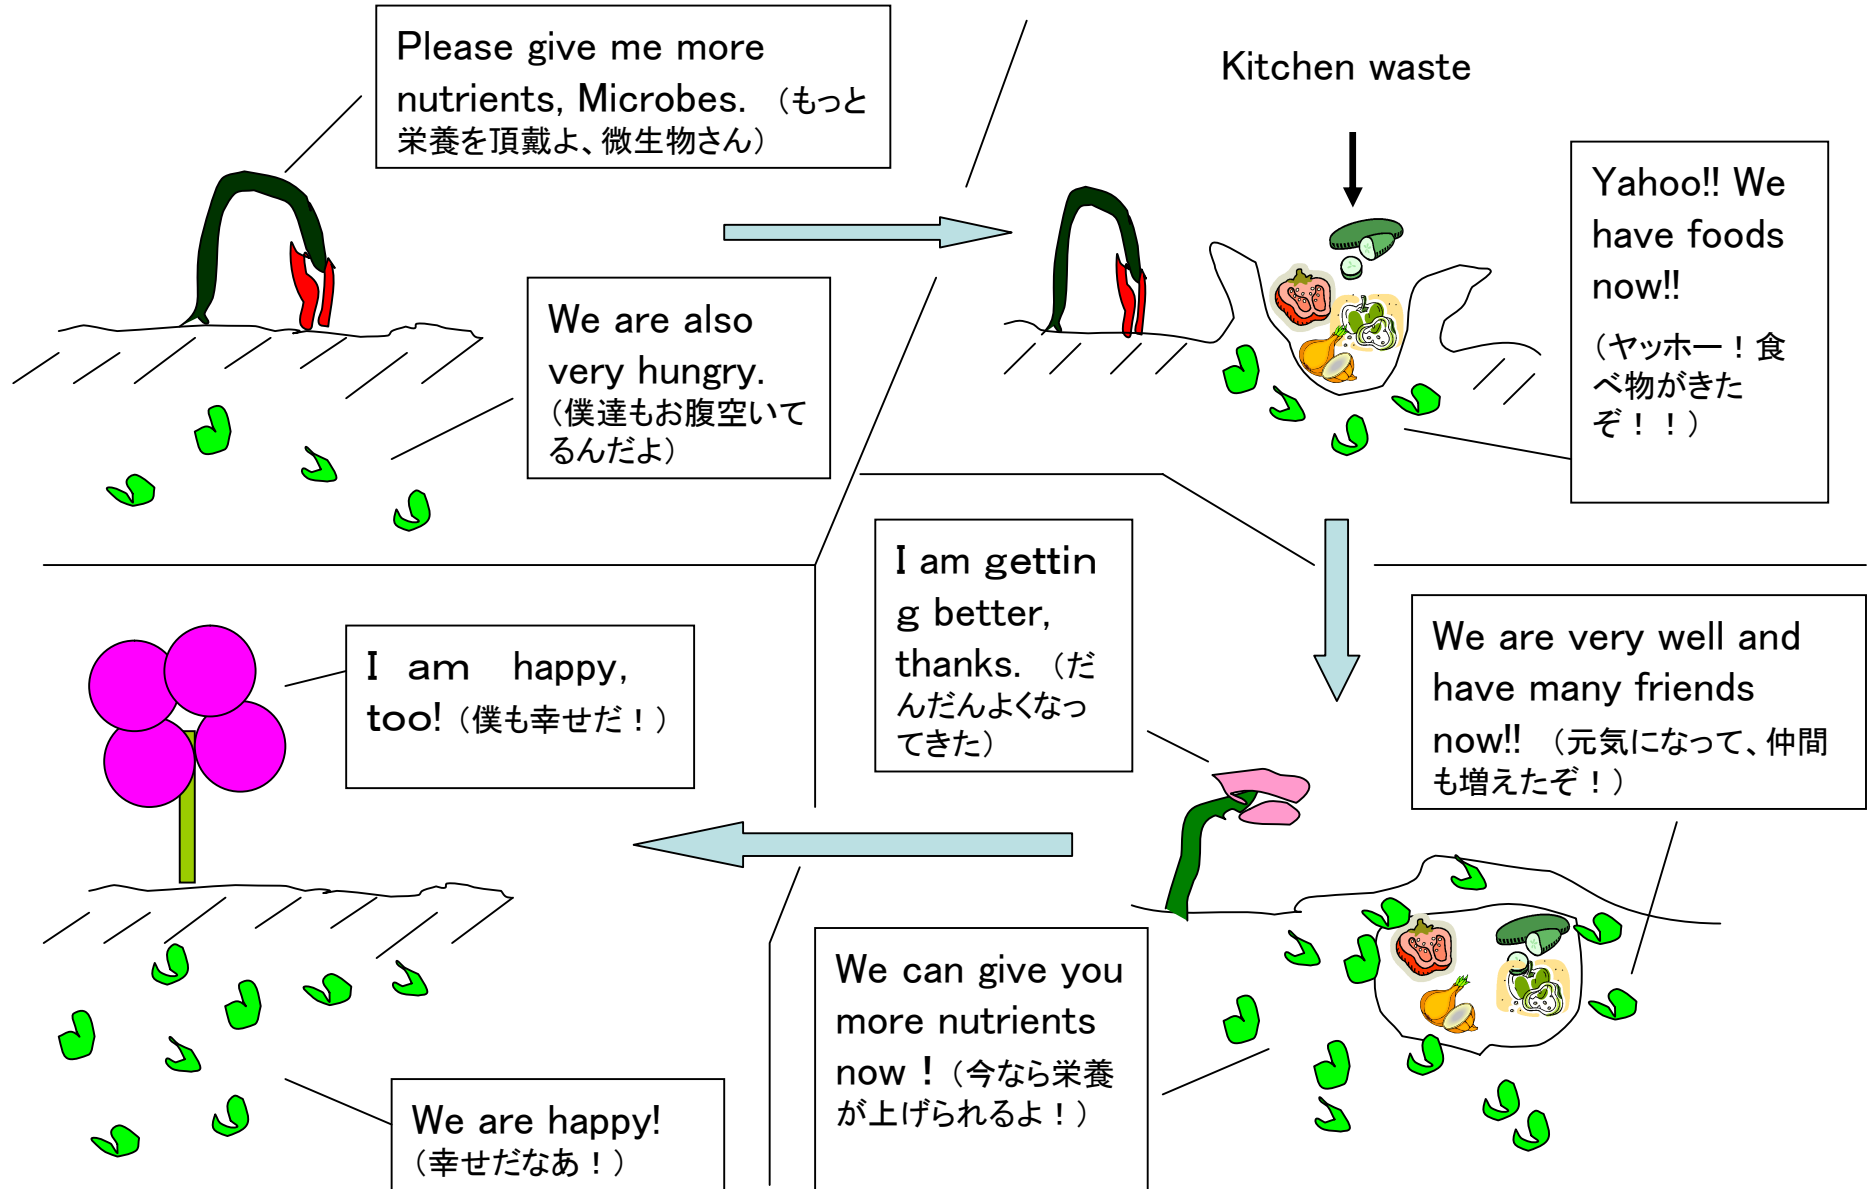 Please give me more
nutrients, Microbes. （もっと
栄養を頂戴よ、微生物さん）
We are also
very hungry.
（僕達もお腹空いて
るんだよ）
Kitchen waste
Yahoo!! We
have foods
now!!
（ヤッホー！食
べ物がきた
ぞ！！）
We are very well and
have many friends
now!! （元気になって、仲間
も増えたぞ！）
I am gettin
g better,
thanks. （だ
んだんよくなっ
てきた）
We can give you
more nutrients
now！（今なら栄養
が上げられるよ！）
I am happy,
too!（僕も幸せだ！）
We are happy!
（幸せだなあ！）